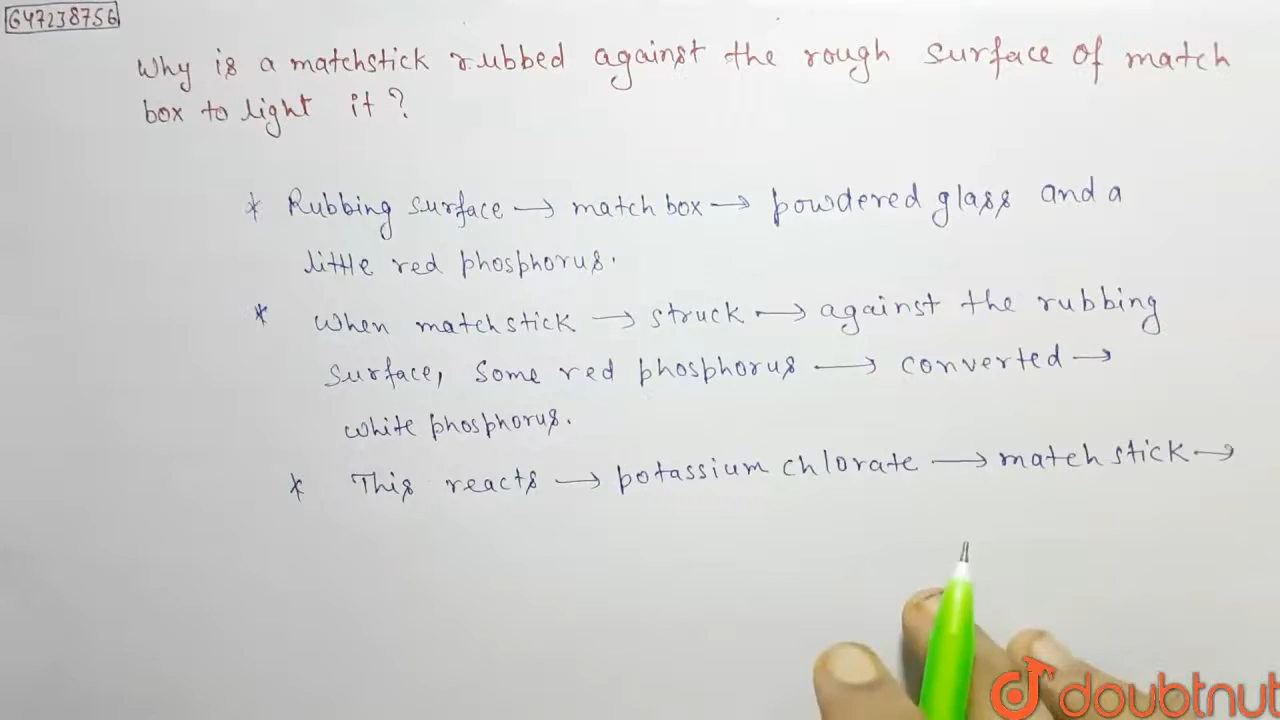 647238756
Why is a matchstick rubbed against the rough surface of match
box to light it?
* Rubbing surface → match box → powdered glass and a
little red phosphorus.
* When matchstick → struck → against the rubbing
surface, some red phosphorus → converted →
white phosphorus.
* This reacts → potassium chlorate → match stick →
doubtnut